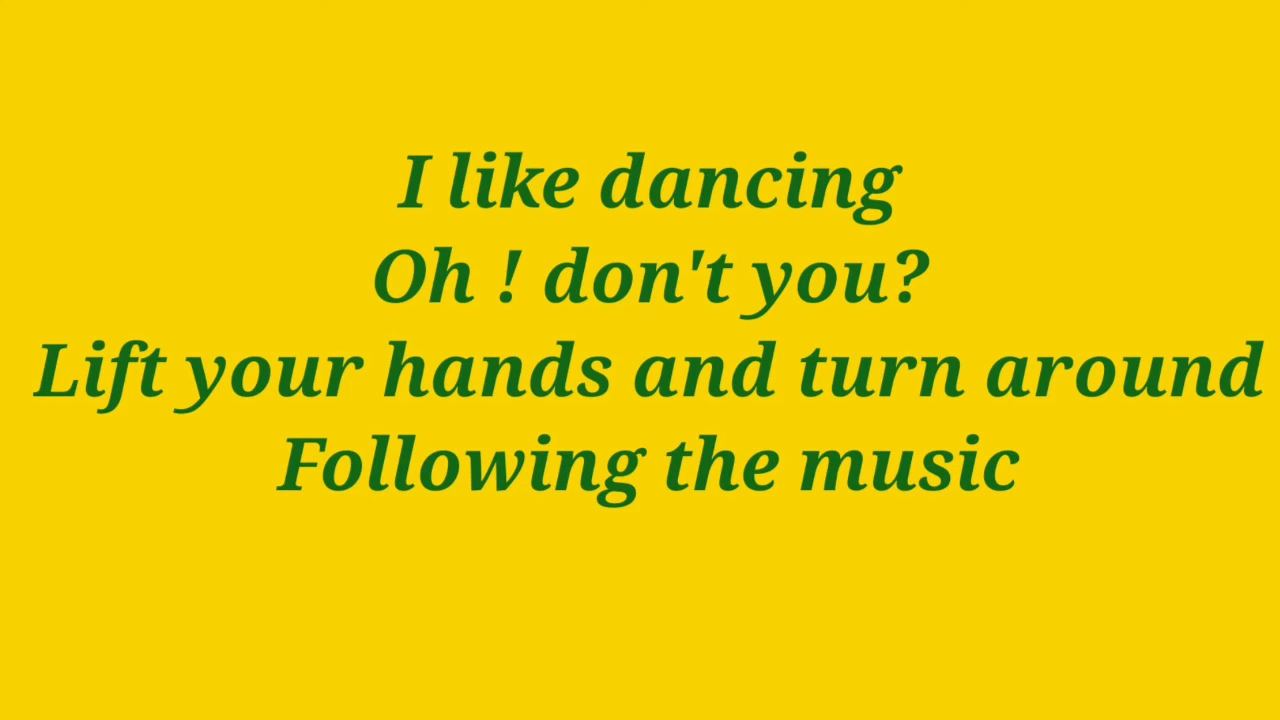 I like dancing
Oh ! don't you?
Lift your hands and turn around
Following the music